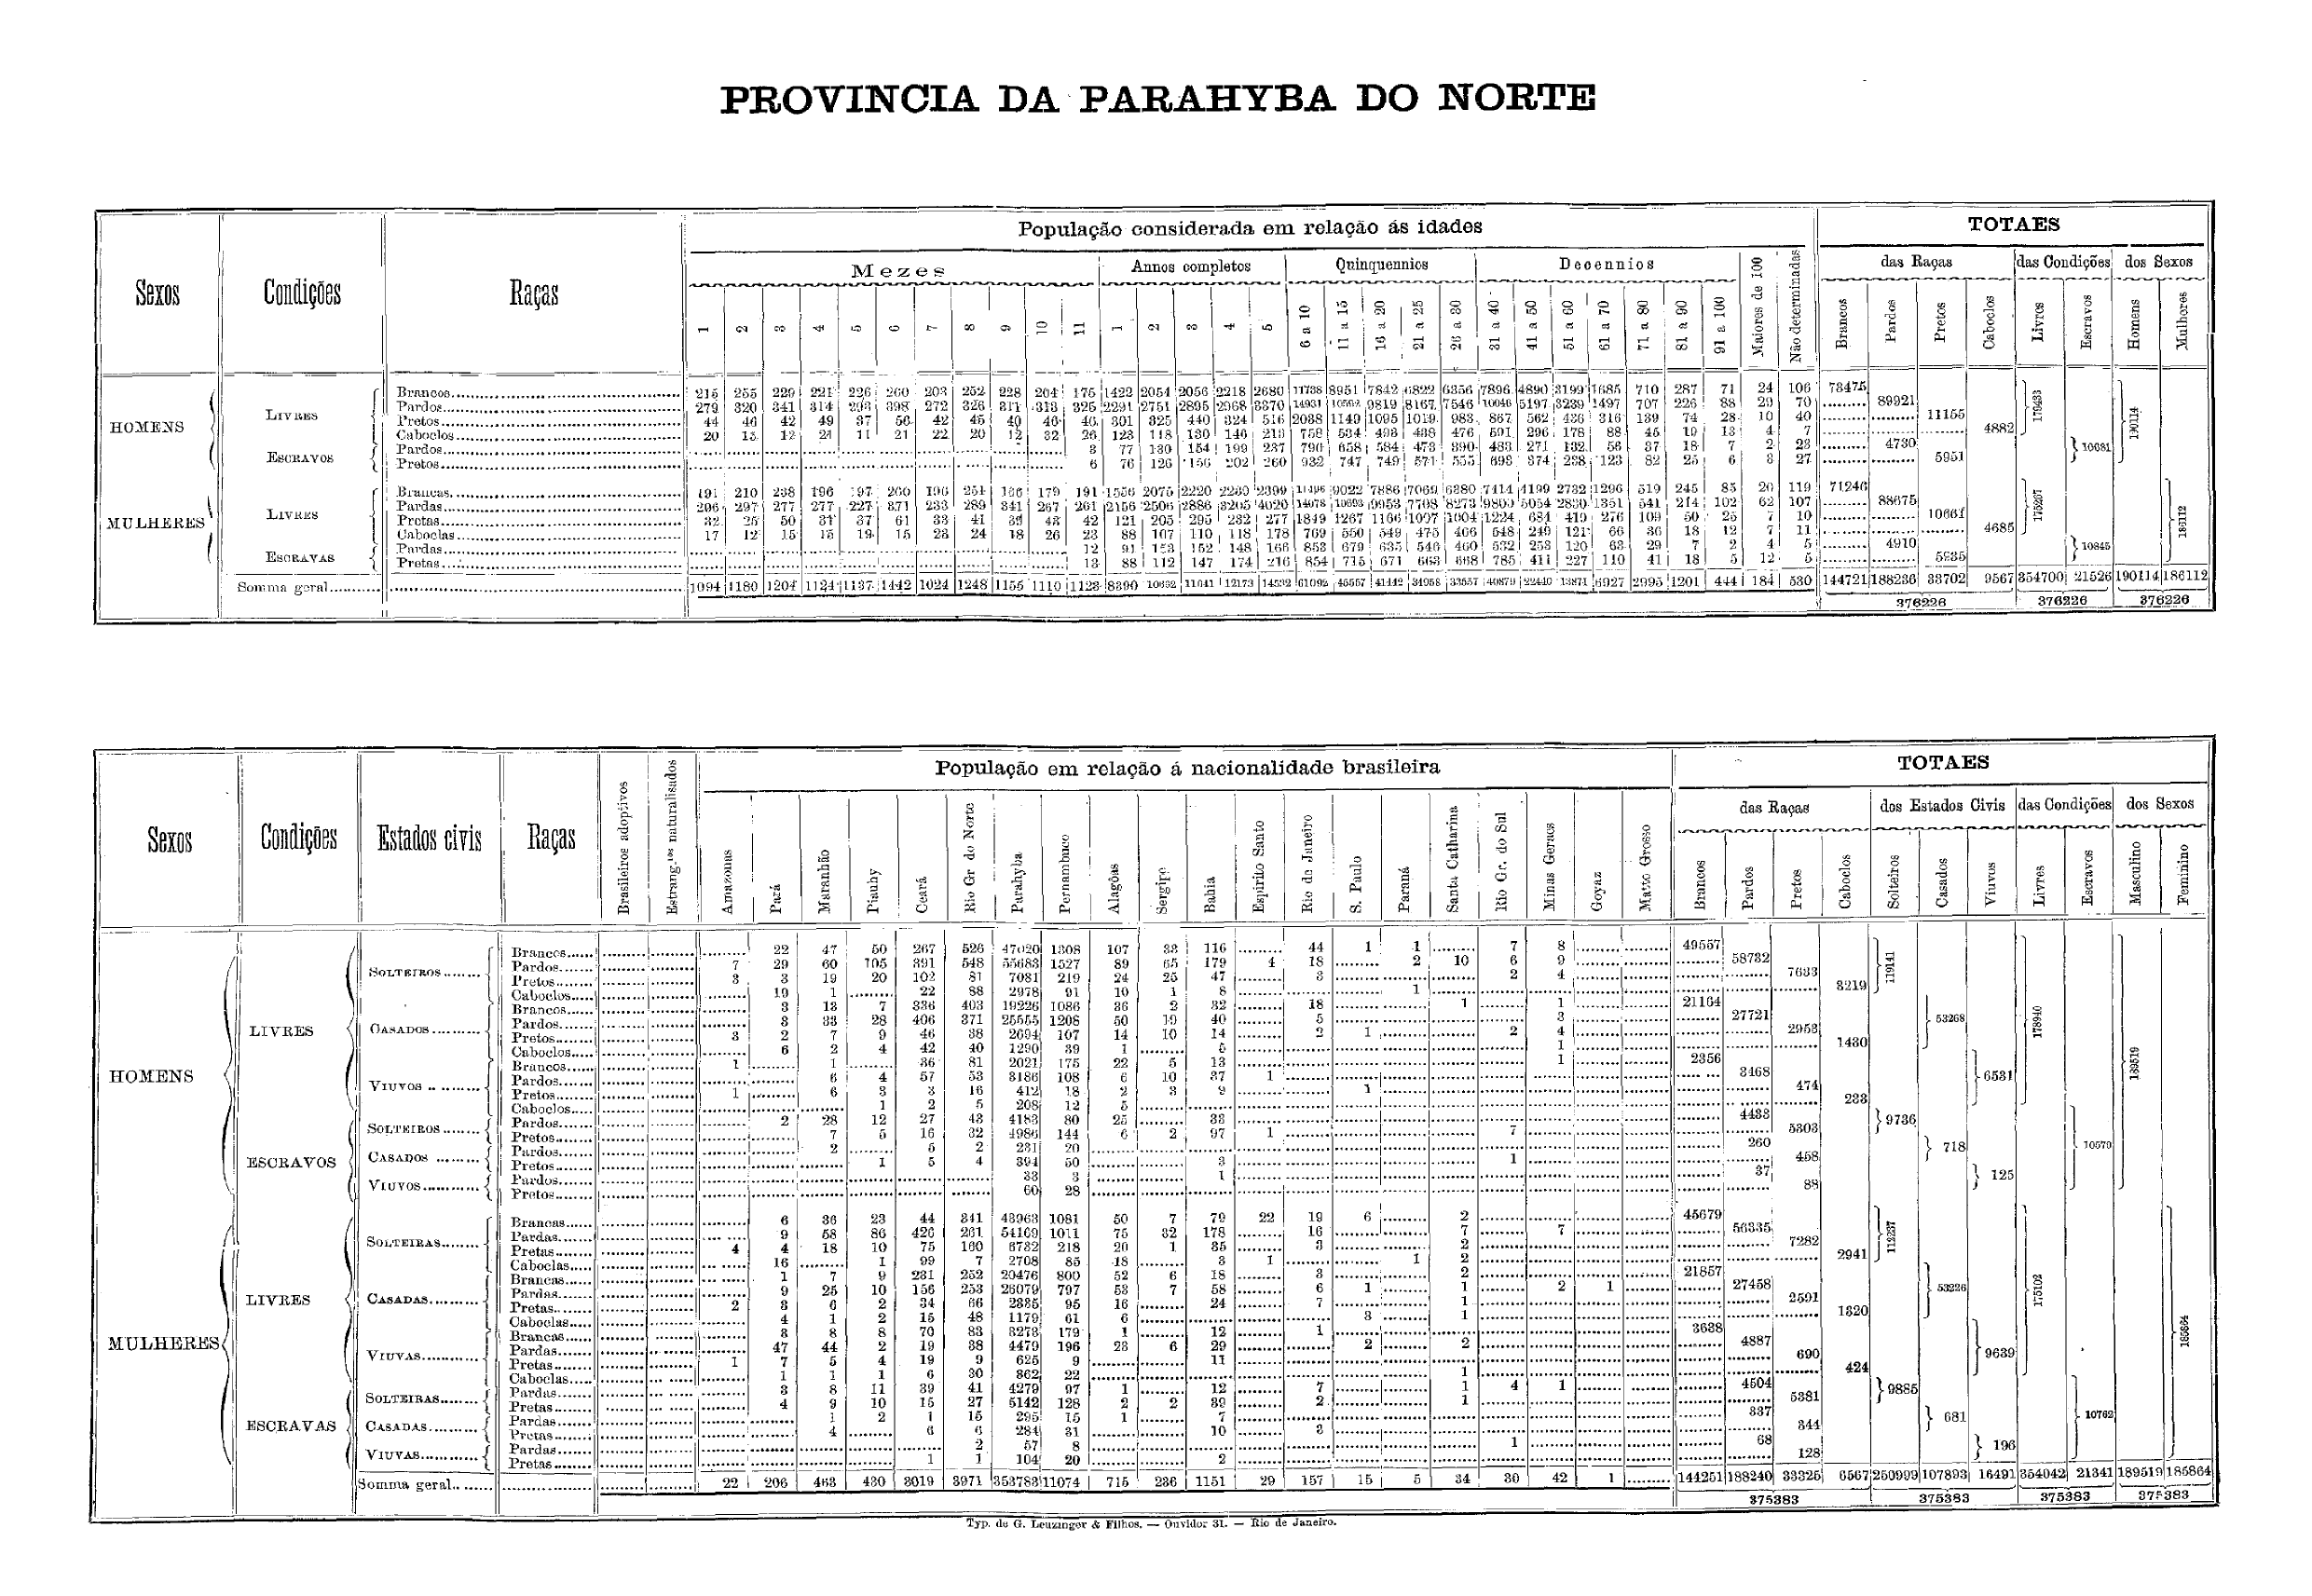 PROVINCIA DA PARAHYBA DO NORTE
Sexos Condições Raças População considerada em relação ás idades TOTAES
Mezes Annos completos Quinquennios Decennios Maiores de 100 Não determinadas das Raças das Condições dos Sexos
1 2 3 4 5 6 7 8 9 10 11 1 2 3 4 5 6 a 10 11 a 15 16 a 20 21 a 25 26 a 30 31 a 40 41 a 50 51 a 60 61 a 70 71 a 80 81 a 90 91 a 100 Brancos Pardos Pretos Caboclos Livres Escravos Homens Mulheres
HOMENS
LIVRES
Brancos 215 255 229 221 226 260 203 252 228 204 175 1422 2054 2056 2218 2680 11738 8951 7842 6822 6356 7896 4890 3199 1685 710 287 71 24 106 73475
Pardos 279 320 341 314 293 398 272 326 311 313 325 2291 2751 2895 2968 3370 14931 9819 8167 7546 10046 5197 3239 1497 707 226 88 29 70 89921
Pretos 44 46 42 49 37 56 42 45 40 46 46 301 325 440 324 516 2038 1149 1095 1019 983 867 562 436 316 139 74 28 10 40 11155
Caboclos 20 15 12 21 11 21 22 20 12 32 26 123 118 130 146 213 758 534 493 439 476 591 296 178 88 45 19 13 4 7 4882
179433
190114
ESCRAVOS
Pardos 3 77 130 154 199 237 790 658 584 473 390 483 271 132 56 37 18 7 2 23 4730
Pretos 6 76 126 156 202 260 932 747 749 571 555 698 374 238 123 82 25 6 3 27 5951
10681
MULHERES
LIVRES
Brancas 191 210 238 196 197 260 196 251 179 191 1556 2075 2220 2399 9022 7886 7069 6380 7414 4199 2732 1296 519 245 83 20 119 71246
Pardas 206 297 277 277 227 371 233 289 341 267 261 2156 2506 2886 3205 4020 14078 10693 9953 7708 8273 9800 5054 2830 1351 541 214 102 62 107 88675
Pretas 32 25 50 31 37 61 33 41 39 48 42 121 205 295 232 277 1849 1267 1166 1097 1004 1224 684 419 276 109 50 25 7 10 10661
Caboclas 17 12 15 15 19 15 23 24 18 26 23 88 107 110 118 178 769 550 549 475 406 548 249 121 66 36 13 12 7 11 4685
175267
186112
ESCRAVAS
Pardas 12 91 153 152 148 166 853 679 635 546 460 532 253 120 63 29 7 2 4 5 4910
Pretas 13 88 112 147 174 216 854 715 671 663 668 785 411 227 110 41 18 5 12 5 5935
10845
Somma geral 1094 1180 1204 1124 1137 1442 1024 1248 1155 1110 1123 8390 10632 11641 12173 14532 61092 45567 41442 34958 33557 40879 22440 13871 6927 2995 1201 444 184 530 144721 188236 33702 9567 354700 21526 190114 186112
376226 376226 376226
Sexos Condições Estados civis Raças Brasileiros adoptivos Estrang.ros naturalisados População em relação á nacionalidade brasileira TOTAES
das Raças dos Estados Civis das Condições dos Sexos
Amazonas Pará Maranhão Piauhy Ceará Rio Gr do Norte Parahyba Pernambuco Alagôas Sergipe Bahia Espirito Santo Rio de Janeiro S. Paulo Paraná Santa Catharina Rio Gr. do Sul Minas Geraes Goyaz Matto Grosso Brancos Pardos Pretos Caboclos Solteiros Casados Viuvos Livres Escravos Masculino Feminino
HOMENS
LIVRES
SOLTEIROS
Brancos 22 47 50 267 526 47020 1308 107 33 116 44 1 1 7 8 49557
Pardos 7 29 60 105 391 548 55683 1527 89 65 179 4 18 2 10 6 9 58732
Pretos 3 3 19 20 102 81 7081 219 24 25 47 3 2 4 7633
Caboclos 19 1 22 88 2978 91 10 1 8 1 3219
119141
CASADOS
Brancos 3 13 7 336 403 19226 1086 36 2 32 18 1 1 21164
Pardos 3 33 28 406 371 25555 1208 50 19 40 5 3 27721
Pretos 3 2 7 9 46 38 2694 107 14 10 14 2 1 2 4 2953
Caboclos 6 2 4 42 40 1290 39 1 5 1 1430
53268
178940
189519
VIUVOS
Brancos 1 1 36 81 2021 175 22 5 13 1 2356
Pardos 6 4 57 53 3186 108 6 10 37 1 3468
Pretos 1 6 3 3 16 412 18 2 3 9 1 474
Caboclos 1 2 5 208 12 5 233
6531
ESCRAVOS
SOLTEIROS
Pardos 2 28 12 27 43 4183 80 25 33 4433
Pretos 7 5 16 32 4986 144 6 2 97 1 7 5303
9736
CASADOS
Pardos 2 5 2 231 20 260
Pretos 1 5 4 394 50 3 1 458
718
10579
VIUVOS
Pardos 33 3 1 37
Pretos 60 28 88
125
MULHERES
LIVRES
SOLTEIRAS
Brancas 6 36 23 44 341 43963 1081 50 7 79 22 19 6 2 45679
Pardas 9 58 86 426 261 54169 1011 75 32 178 16 7 7 56335
Pretas 4 4 18 10 75 160 6732 218 20 1 35 3 2 7282
Caboclas 16 1 99 7 2708 85 18 3 1 1 2 2941
112237
CASADAS
Brancas 1 7 9 231 252 20476 800 52 6 18 3 2 21857
Pardas 9 25 10 156 253 26079 797 53 7 58 6 1 1 2 1 27458
Pretas 2 3 6 2 34 66 2335 95 16 24 7 1 2591
Caboclas 4 1 2 15 48 1179 61 6 3 1 1320
53226
175102
185864
VIUVAS
Brancas 3 8 8 70 83 3273 179 1 12 1 3638
Pardas 47 44 2 19 38 4479 196 23 6 29 2 2 4887
Pretas 1 7 5 4 19 9 625 9 11 690
Caboclas 1 1 1 6 30 362 22 1 424
9639
ESCRAVAS
SOLTEIRAS
Pardas 3 8 11 39 41 4279 97 1 12 7 1 4 1 4504
Pretas 4 9 10 15 27 5142 128 2 2 39 2 1 5381
9885
CASADAS
Pardas 1 2 1 15 295 15 1 7 337
Pretas 4 6 6 284 31 10 3 344
681
10762
VIUVAS
Pardas 2 57 8 1 68
Pretas 1 1 104 20 2 128
196
Somma geral 22 206 463 430 3019 3971 353783 11074 715 236 1151 29 157 15 5 34 30 42 1 144251 188240 33325 6567 250999 107893 16491 354042 21341 189519 185864
375383 375383 375383 375383
Typ. de G. Leuzinger & Filhos. — Ouvidor 31. — Rio de Janeiro.